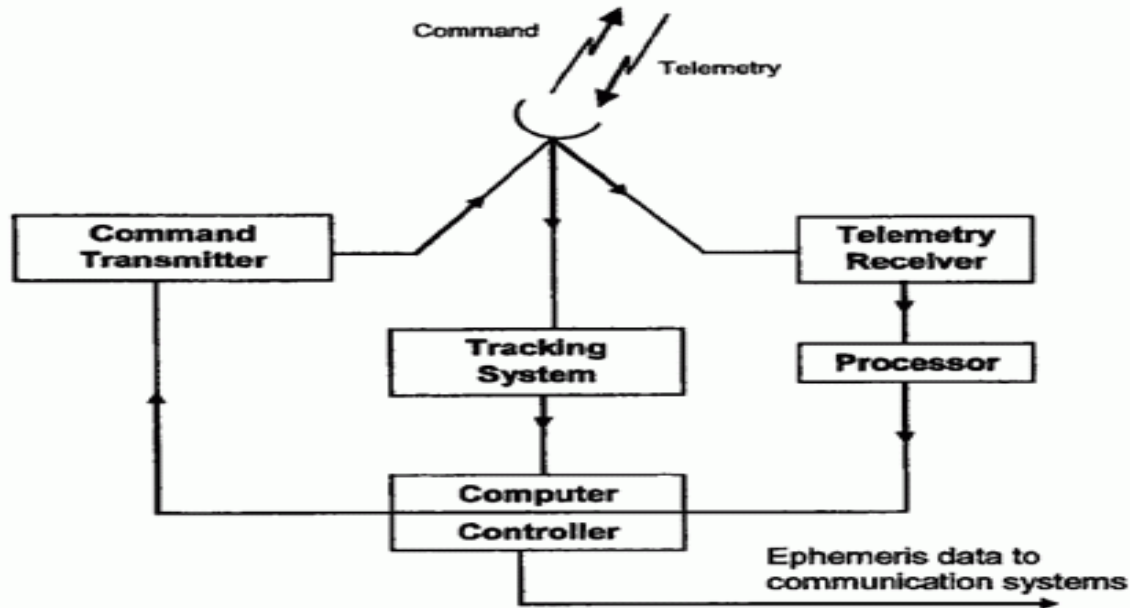 Command
Telemetry
Command
Transmitter
Telemetry
Receiver
Tracking
System
Processor
Computer
Controller
Ephemeris data to
communication systems